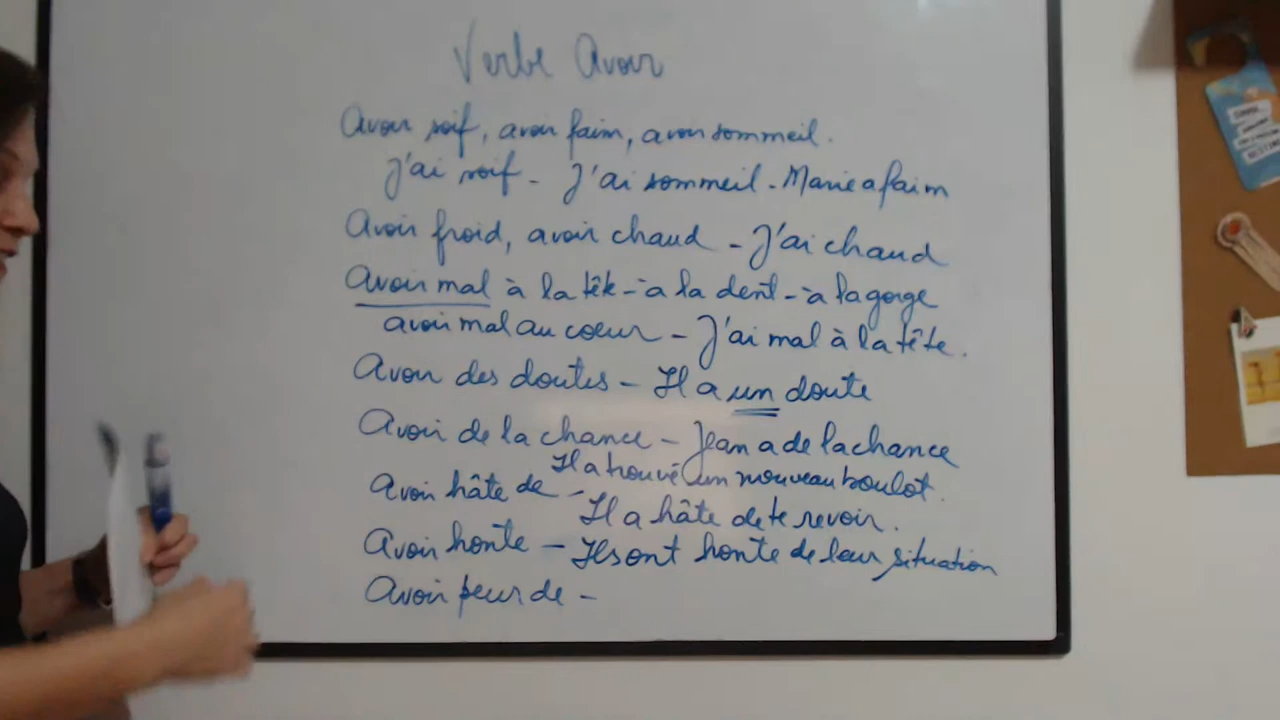 Verbe Avoir
Avoir soif, avoir faim, avoir sommeil.
J'ai soif - J'ai sommeil - Marie a faim
Avoir froid, avoir chaud - J'ai chaud
Avoir mal à la tête - à la dent - à la gorge
avoir mal au coeur - J'ai mal à la tête.
Avoir des doutes - Il a un doute
Avoir de la chance - Jean a de la chance
Il a trouvé un nouveau boulot.
Avoir hâte de -
Il a hâte de te revoir.
Avoir honte - Ils ont honte de leur situation
Avoir peur de -